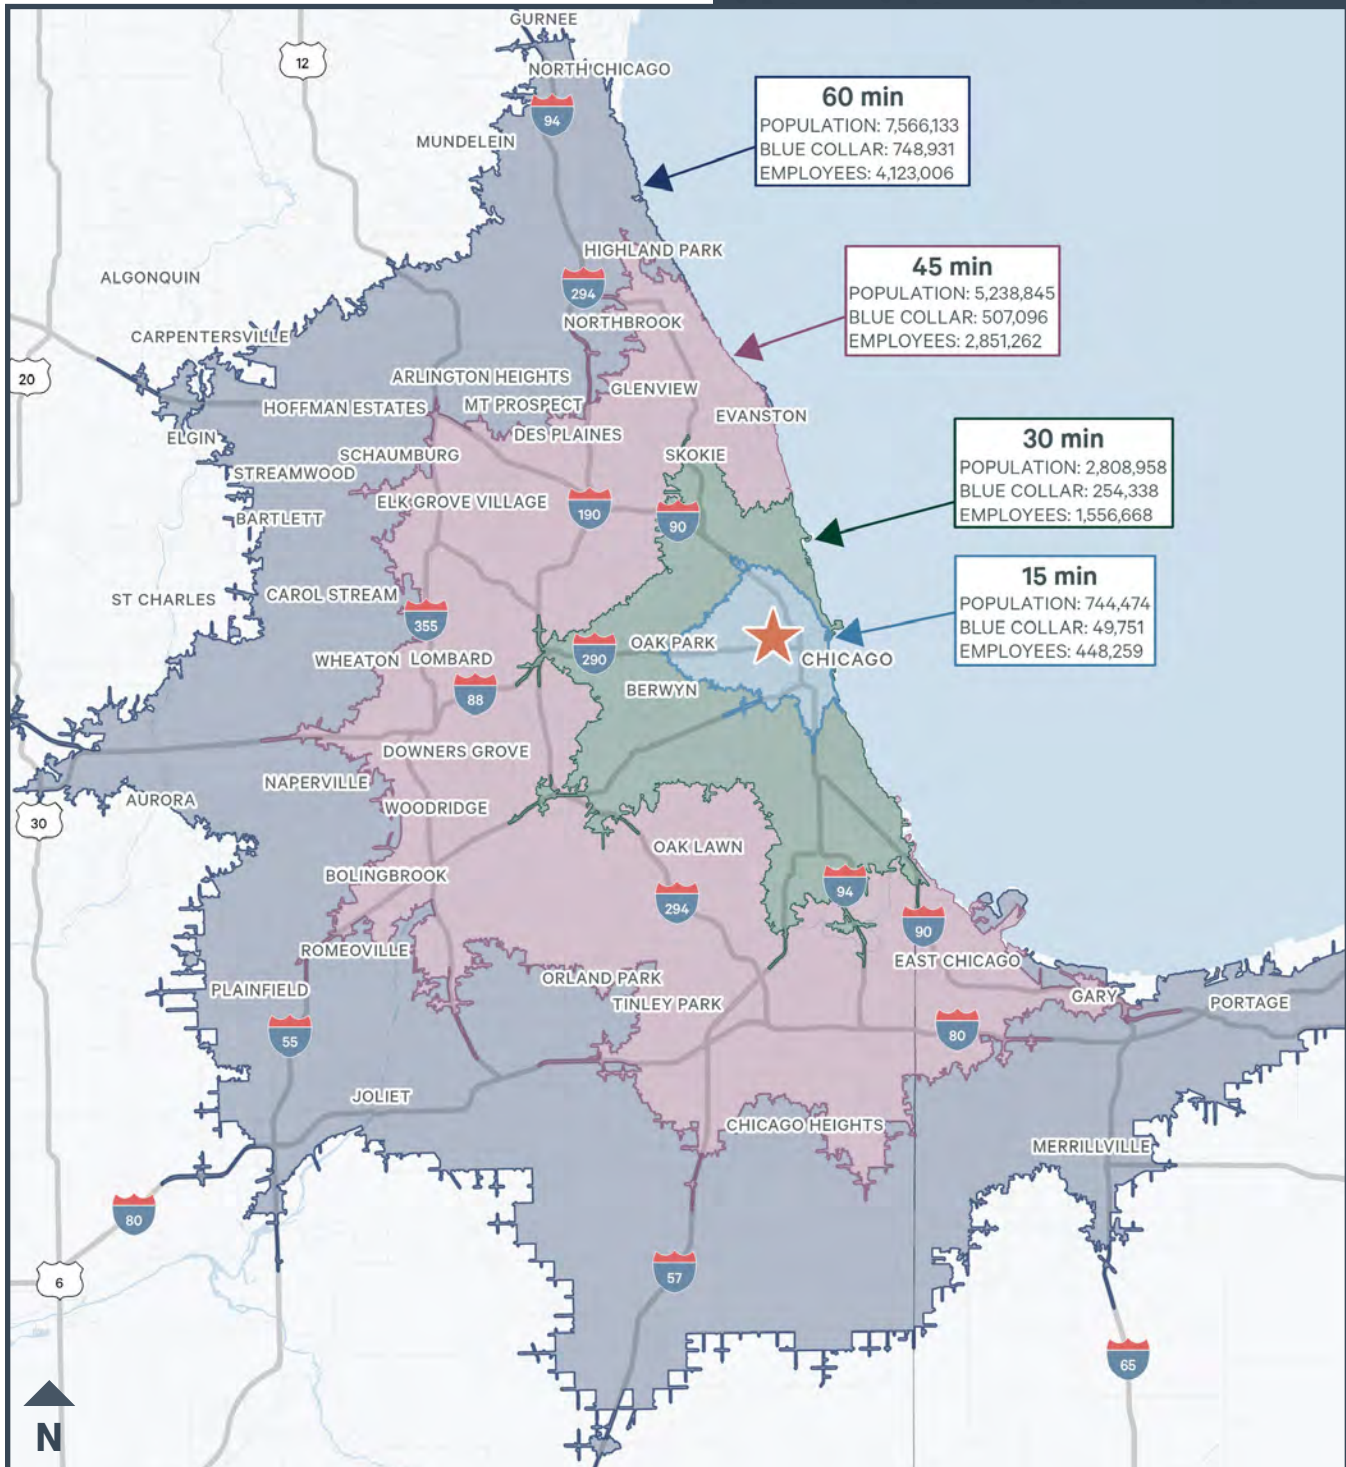 GURNEE
12
NORTH CHICAGO
94
MUNDELEIN
60 min
POPULATION: 7,566,133
BLUE COLLAR: 748,931
EMPLOYEES: 4,123,006
HIGHLAND PARK
45 min
POPULATION: 5,238,845
BLUE COLLAR: 507,096
EMPLOYEES: 2,851,262
ALGONQUIN
294
NORTHBROOK
CARPENTERSVILLE
20
ARLINGTON HEIGHTS
GLENVIEW
HOFFMAN ESTATES
MT PROSPECT
EVANSTON
ELGIN
DES PLAINES
30 min
POPULATION: 2,808,958
BLUE COLLAR: 254,338
EMPLOYEES: 1,556,668
SCHAUMBURG
SKOKIE
STREAMWOOD
ELK GROVE VILLAGE
190
90
BARTLETT
15 min
POPULATION: 744,474
BLUE COLLAR: 49,751
EMPLOYEES: 448,259
ST CHARLES
CAROL STREAM
355
OAK PARK
290
CHICAGO
WHEATON
LOMBARD
88
BERWYN
DOWNERS GROVE
NAPERVILLE
AURORA
WOODRIDGE
30
OAK LAWN
BOLINGBROOK
294
94
90
ROMEOVILLE
EAST CHICAGO
ORLAND PARK
PLAINFIELD
TINLEY PARK
GARY
PORTAGE
55
80
JOLIET
CHICAGO HEIGHTS
MERRILLVILLE
80
6
57
65
N